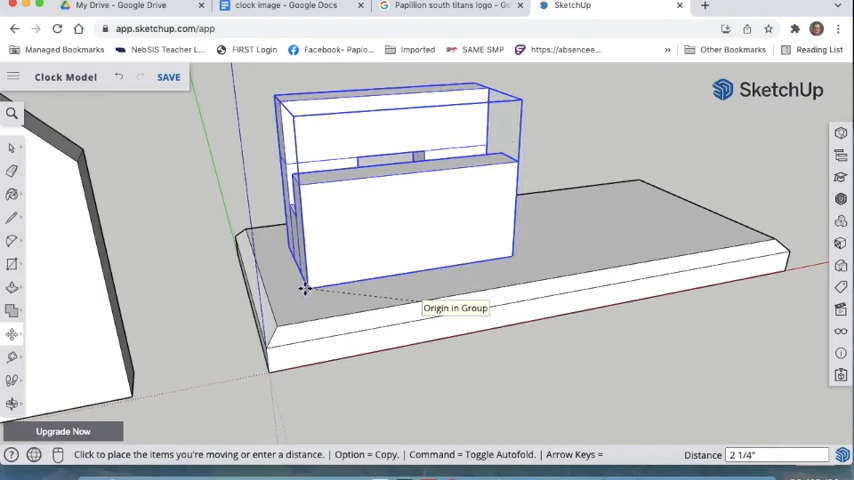 My Drive - Google Drive
clock image - Google Docs
Papillion south titans logo - Goo
SketchUp
app.sketchup.com/app
Managed Bookmarks
NebSIS Teacher L...
FIRST Login
Facebook- Papio...
Imported
SAME SMP
https://absencee...
»
Other Bookmarks
Reading List
Clock Model
SAVE
SketchUp
Origin in Group
Upgrade Now
Click to place the items you're moving or enter a distance. | Option = Copy. | Command = Toggle Autofold. | Arrow Keys =
Distance
2 1/4"